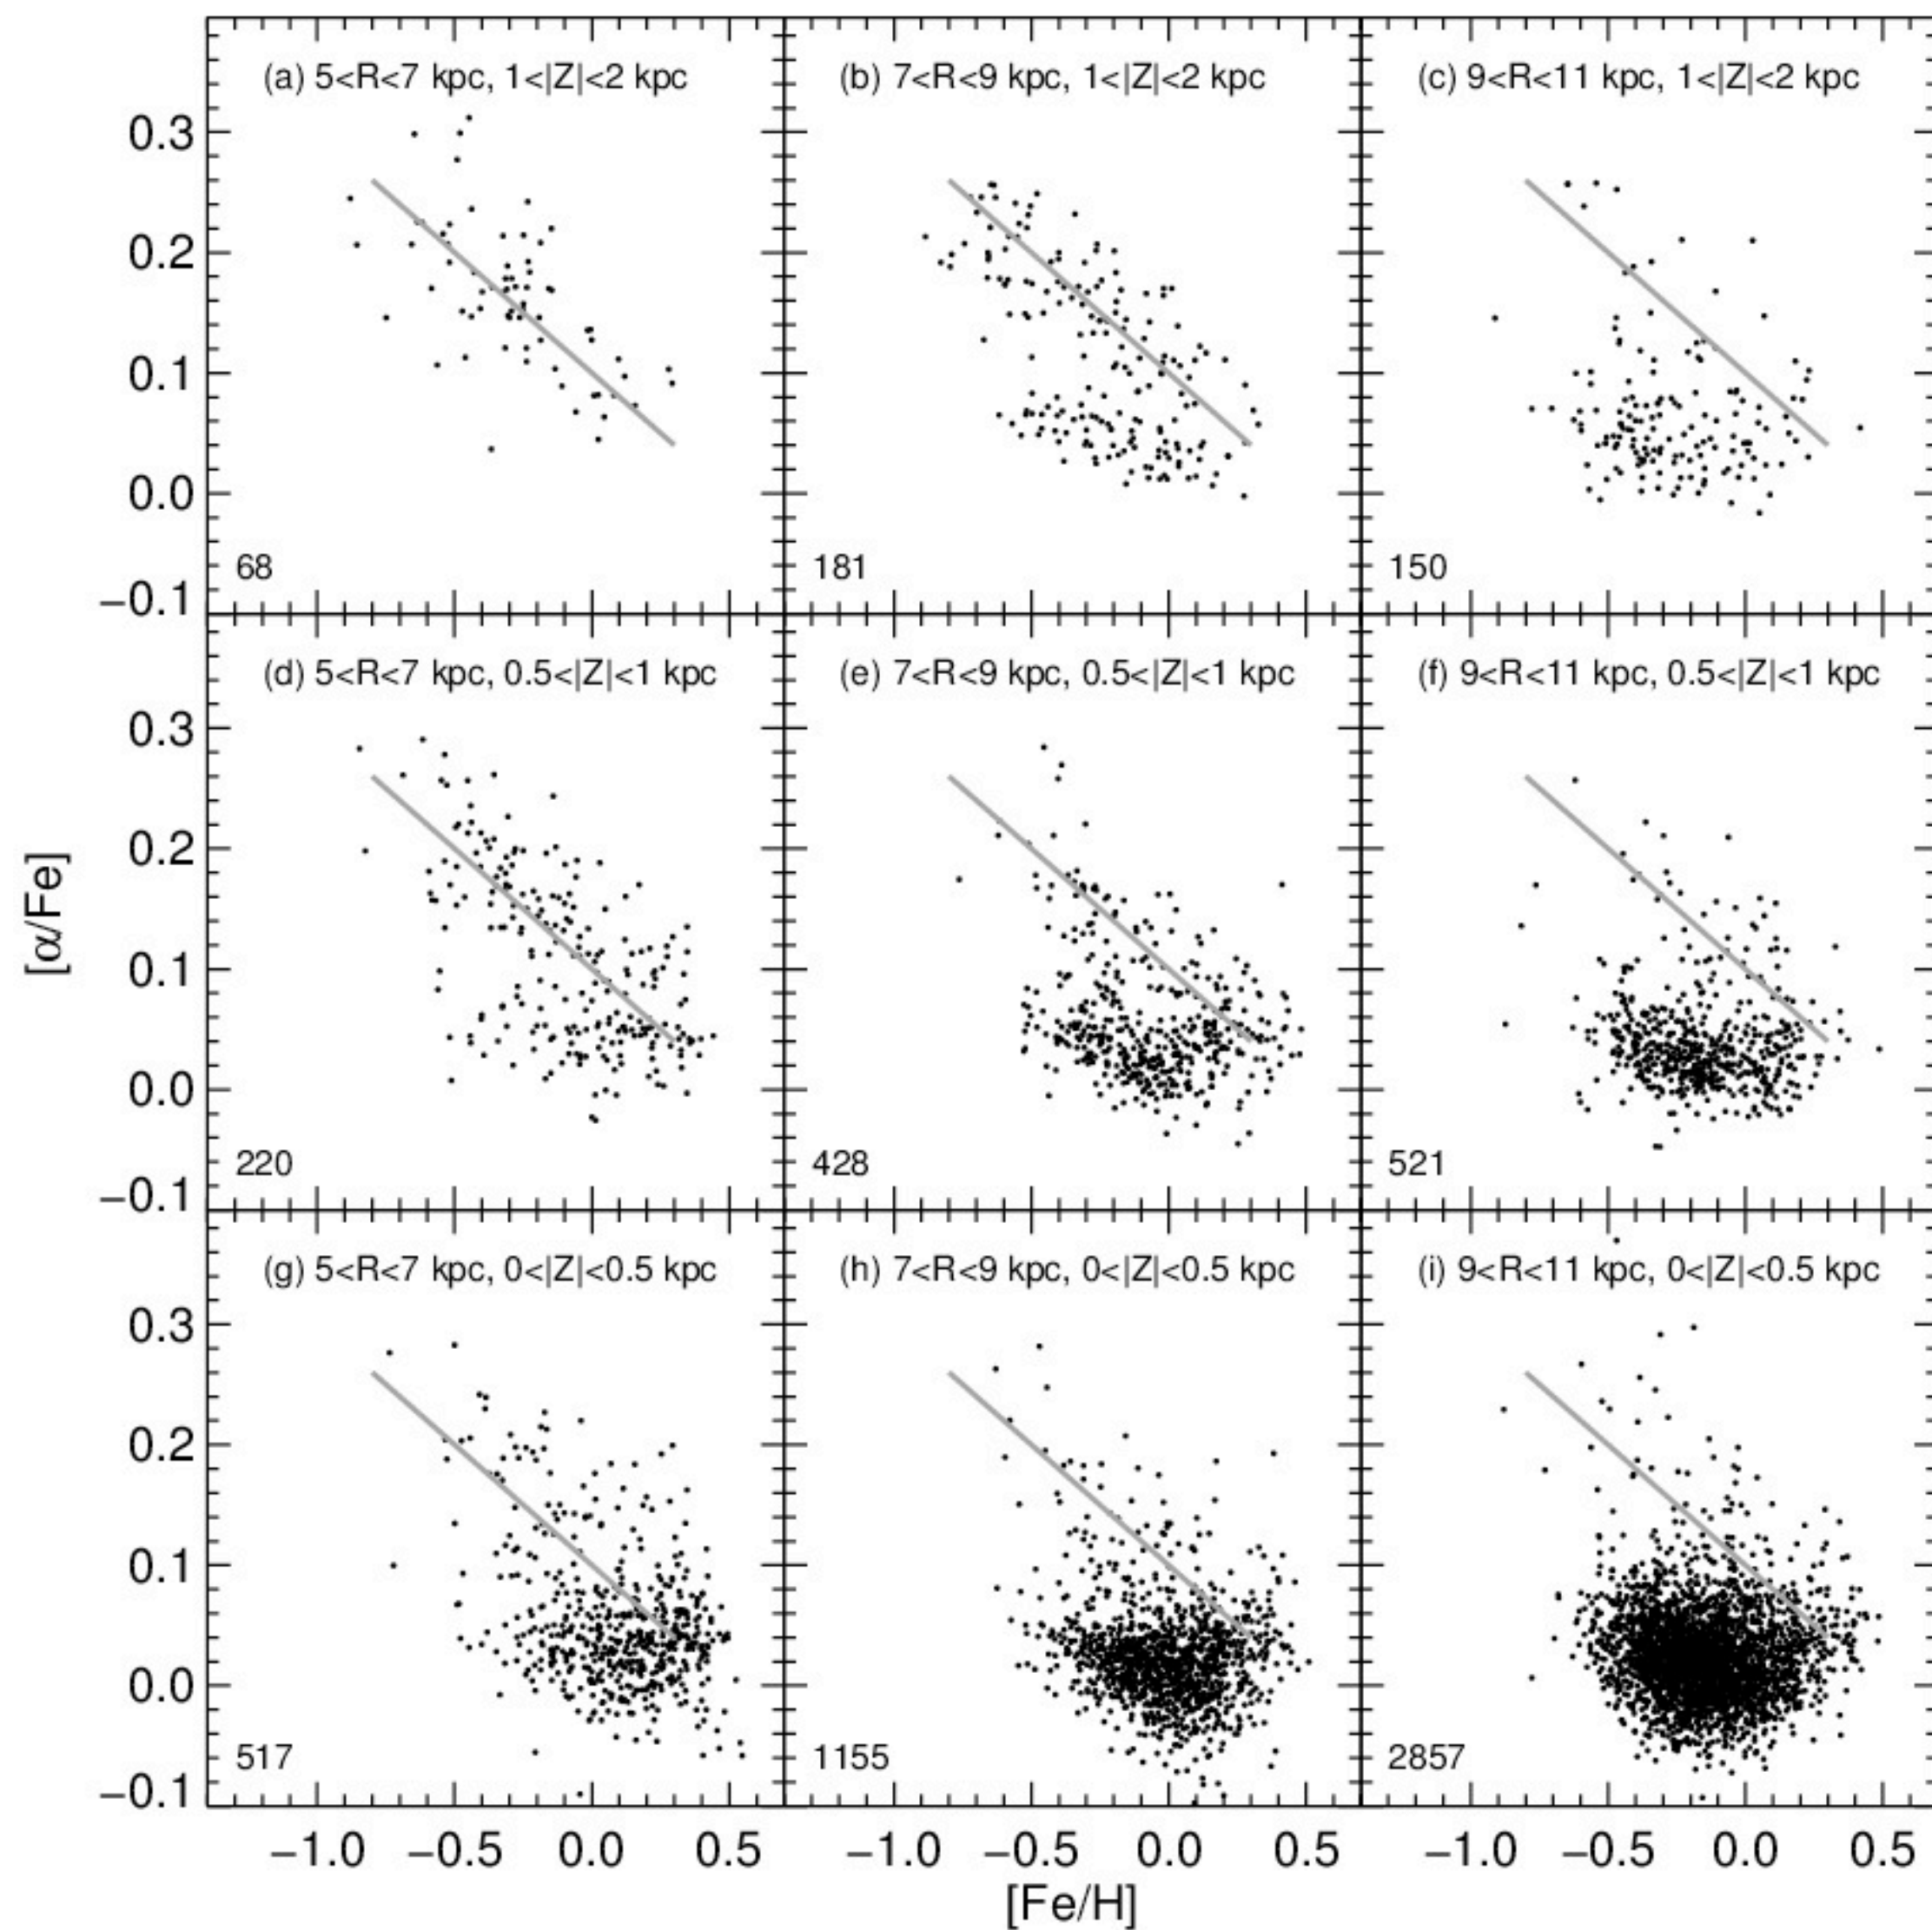 (a) 5<R<7 kpc, 1<|Z|<2 kpc
(b) 7<R<9 kpc, 1<|Z|<2 kpc
(c) 9<R<11 kpc, 1<|Z|<2 kpc
0.3
0.2
0.1
0.0
−0.1
68
181
150
(d) 5<R<7 kpc, 0.5<|Z|<1 kpc
(e) 7<R<9 kpc, 0.5<|Z|<1 kpc
(f) 9<R<11 kpc, 0.5<|Z|<1 kpc
0.3
0.2
0.1
0.0
−0.1
[α/Fe]
220
428
521
(g) 5<R<7 kpc, 0<|Z|<0.5 kpc
(h) 7<R<9 kpc, 0<|Z|<0.5 kpc
(i) 9<R<11 kpc, 0<|Z|<0.5 kpc
0.3
0.2
0.1
0.0
−0.1
517
1155
2857
−1.0 −0.5 0.0 0.5
−1.0 −0.5 0.0 0.5
−1.0 −0.5 0.0 0.5
[Fe/H]